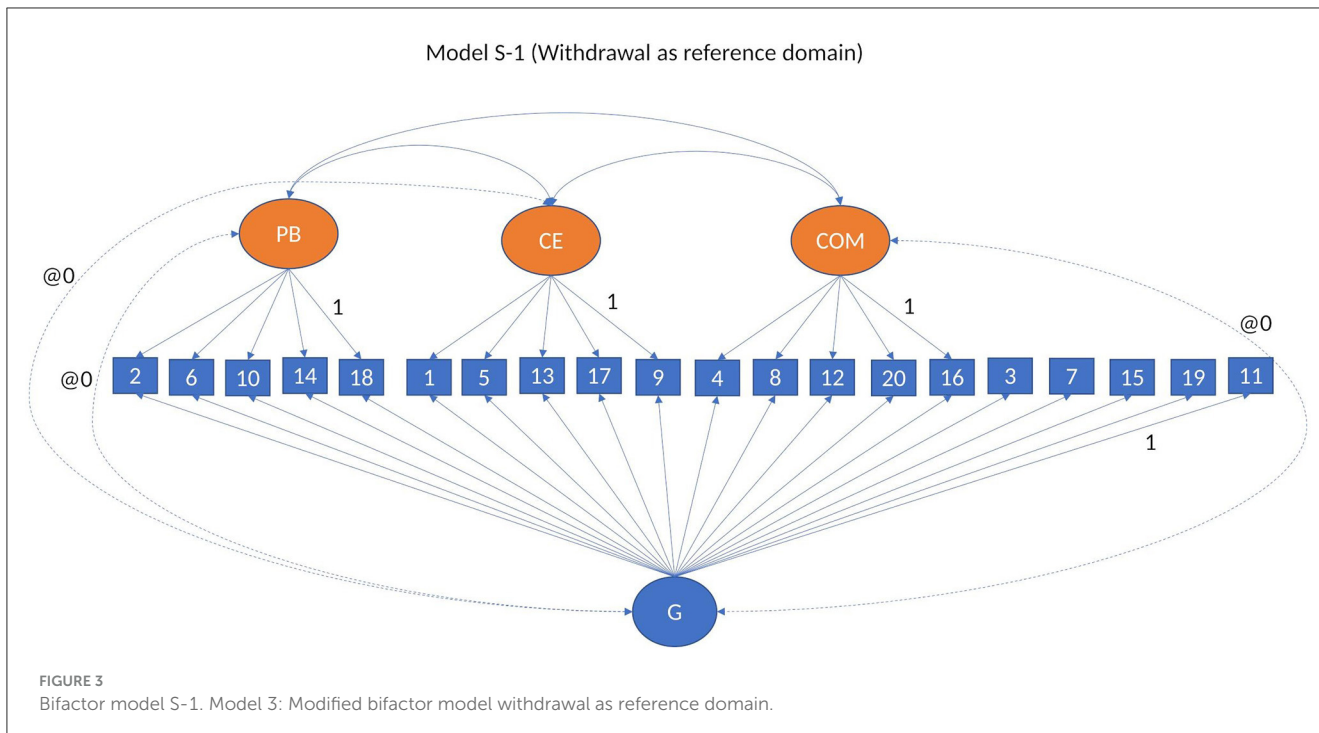 Model S-1 (Withdrawal as reference domain)
PB CE COM
@0 1 1 1 @0
@0 2 6 10 14 18 1 5 13 17 9 4 8 12 20 16 3 7 15 19 11
1
G
FIGURE 3
Bifactor model S-1. Model 3: Modified bifactor model withdrawal as reference domain.